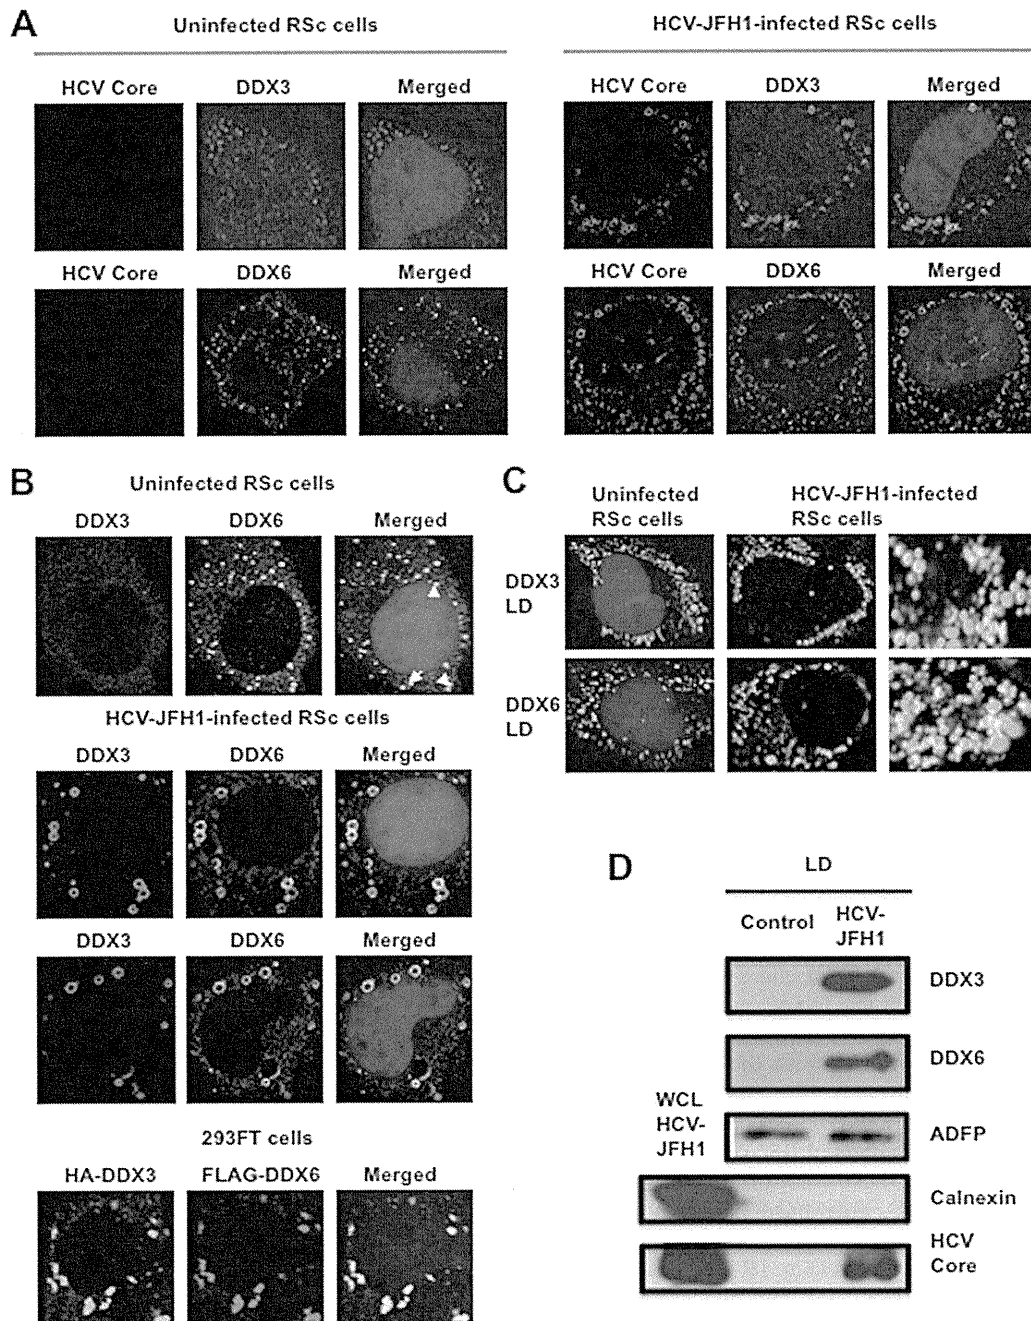 A
Uninfected RSc cells
HCV-JFH1-infected RSc cells
HCV Core DDX3 Merged
HCV Core DDX3 Merged
HCV Core DDX6 Merged
HCV Core DDX6 Merged
B
Uninfected RSc cells
DDX3 DDX6 Merged
HCV-JFH1-infected RSc cells
DDX3 DDX6 Merged
DDX3 DDX6 Merged
293FT cells
HA-DDX3 FLAG-DDX6 Merged
C
Uninfected
RSc cells
HCV-JFH1-infected
RSc cells
DDX3
LD
DDX6
LD
D
LD
Control
HCV-
JFH1
DDX3
DDX6
WCL
HCV-
JFH1
ADFP
Calnexin
HCV
Core